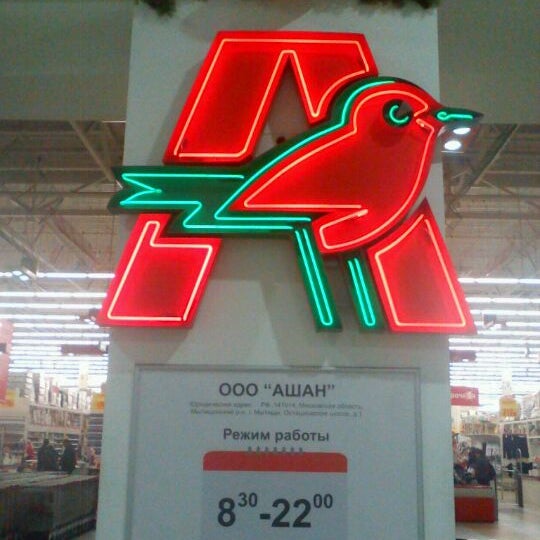 ООО "АШАН"
Юридический адрес: РФ, 141014, Московская область,
Мытищинский р-н, г. Мытищи, Осташковское шоссе, д.1
Режим работы
8 30 - 22 00